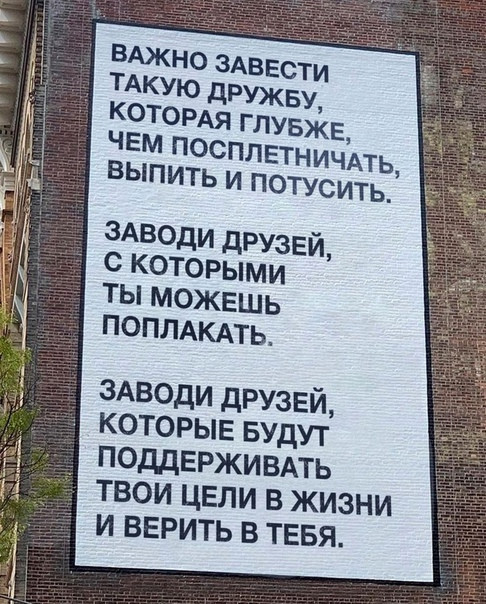 ВАЖНО ЗАВЕСТИ
ТАКУЮ ДРУЖБУ,
КОТОРАЯ ГЛУБЖЕ,
ЧЕМ ПОСПЛЕТНИЧАТЬ,
ВЫПИТЬ И ПОТУСИТЬ.
ЗАВОДИ ДРУЗЕЙ,
С КОТОРЫМИ
ТЫ МОЖЕШЬ
ПОПЛАКАТЬ.
ЗАВОДИ ДРУЗЕЙ,
КОТОРЫЕ БУДУТ
ПОДДЕРЖИВАТЬ
ТВОИ ЦЕЛИ В ЖИЗНИ
И ВЕРИТЬ В ТЕБЯ.